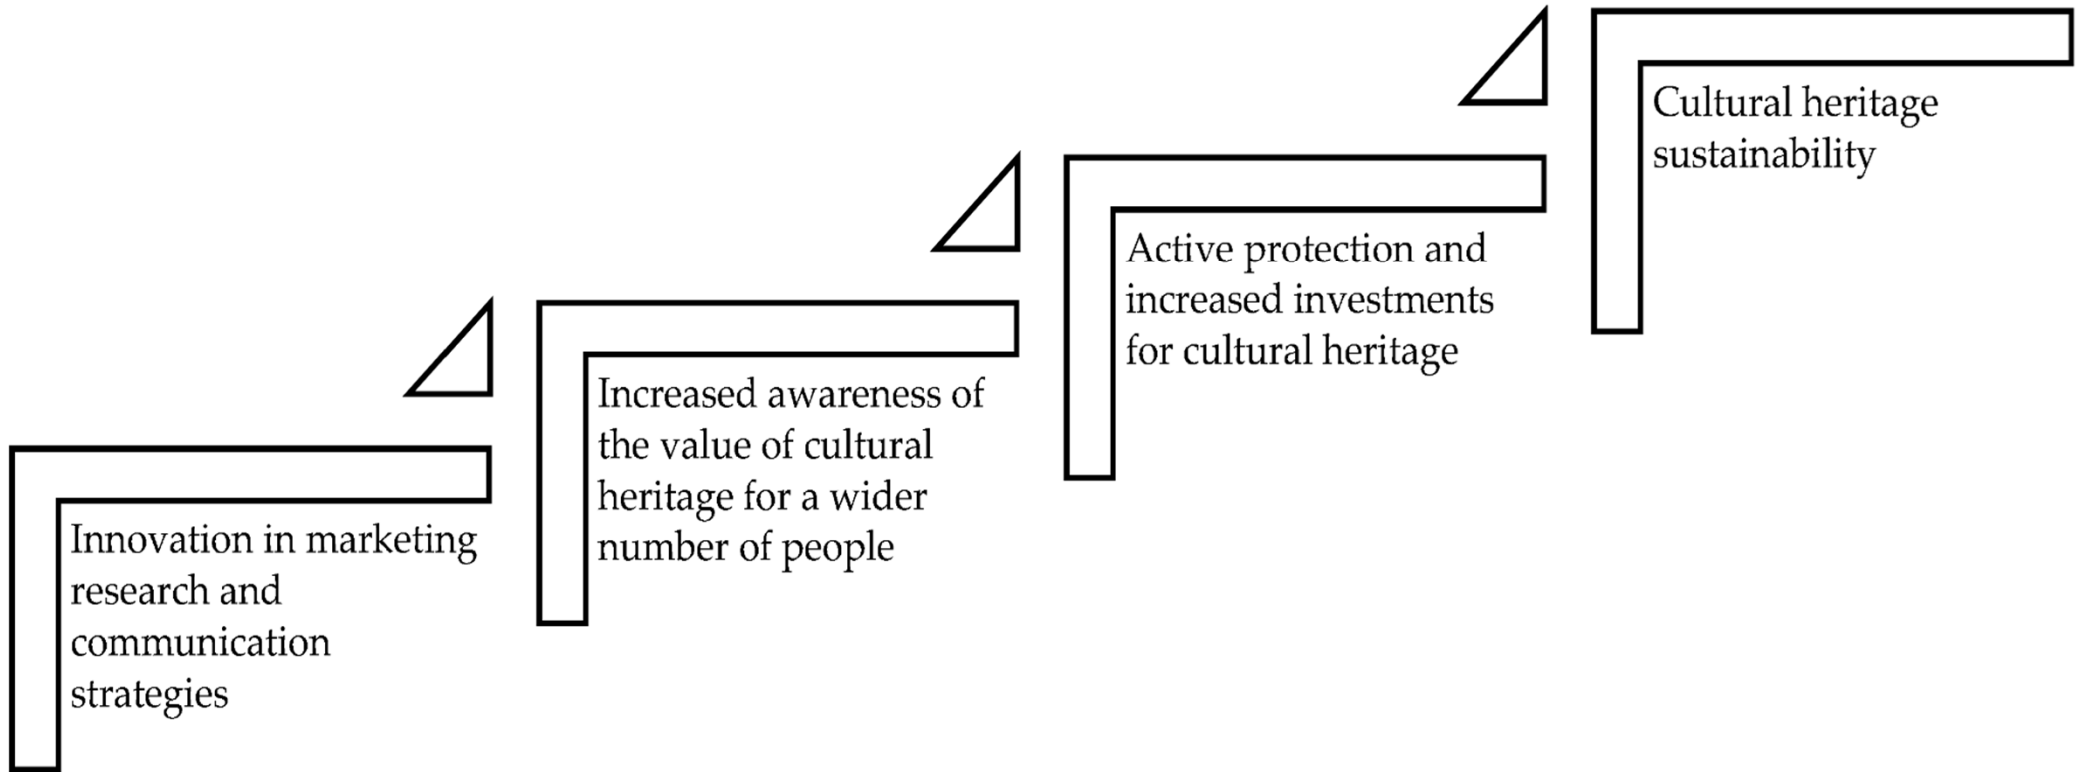 Innovation in marketing
research and
communication
strategies
Increased awareness of
the value of cultural
heritage for a wider
number of people
Active protection and
increased investments
for cultural heritage
Cultural heritage
sustainability